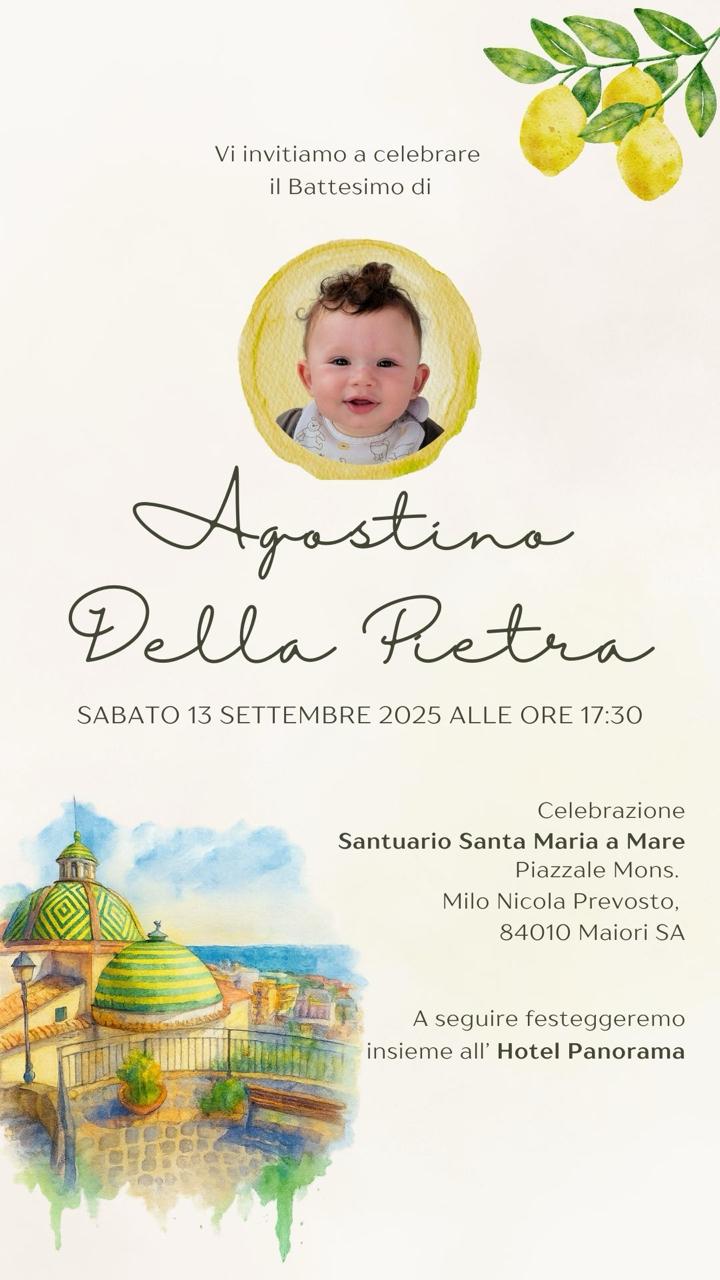 Vi invitiamo a celebrare
il Battesimo di
Agostino
Della Pietra
SABATO 13 SETTEMBRE 2025 ALLE ORE 17:30
Celebrazione
Santuario Santa Maria a Mare
Piazzale Mons.
Milo Nicola Prevosto,
84010 Maiori SA
A seguire festeggeremo
insieme all’ Hotel Panorama